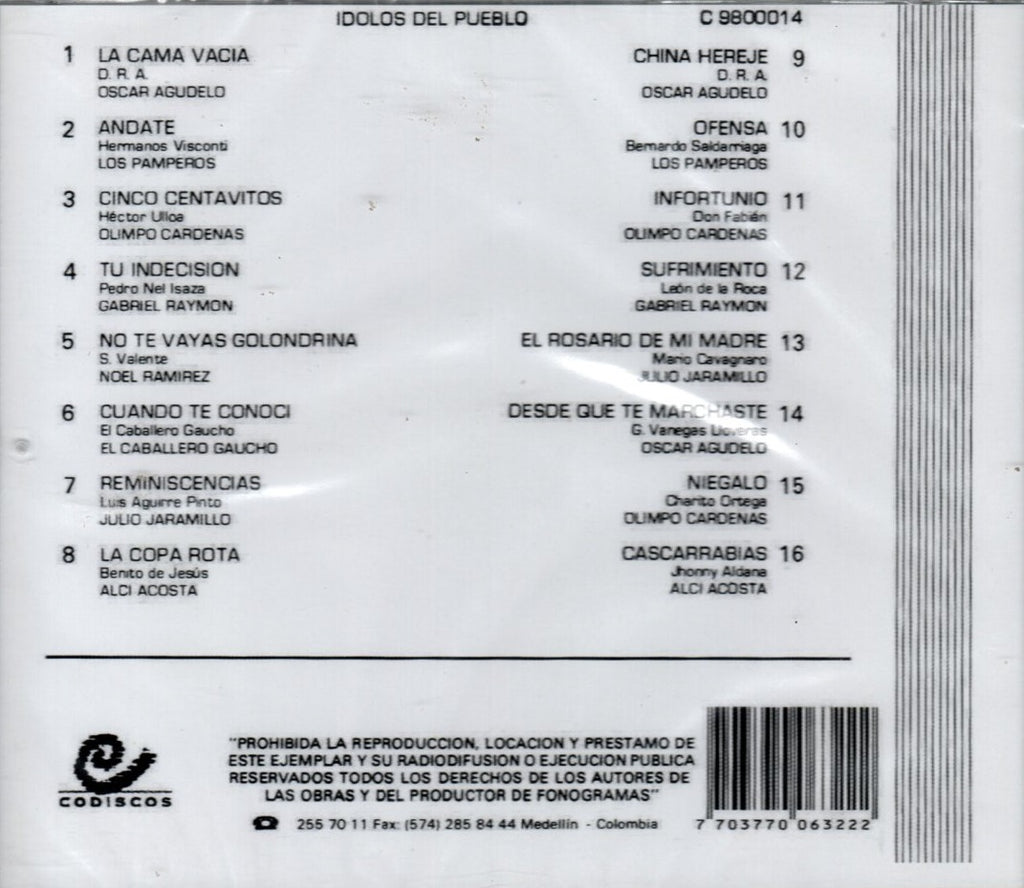 IDOLOS DEL PUEBLO
C 9800014
1 LA CAMA VACIA
D. R. A.
OSCAR AGUDELO
2 ANDATE
Hermanos Visconti
LOS PAMPEROS
3 CINCO CENTAVITOS
Héctor Ulloa
OLIMPO CARDENAS
4 TU INDECISION
Pedro Nel Isaza
GABRIEL RAYMON
5 NO TE VAYAS GOLONDRINA
S. Valente
NOEL RAMIREZ
6 CUANDO TE CONOCI
El Caballero Gaucho
EL CABALLERO GAUCHO
7 REMINISCENCIAS
Luis Aguirre Pinto
JULIO JARAMILLO
8 LA COPA ROTA
Benito de Jesús
ALCI ACOSTA
CHINA HEREJE 9
D. R. A.
OSCAR AGUDELO
OFENSA 10
Bernardo Saldarriaga
LOS PAMPEROS
INFORTUNIO 11
Don Fabián
OLIMPO CARDENAS
SUFRIMIENTO 12
León de la Roca
GABRIEL RAYMON
EL ROSARIO DE MI MADRE 13
Mario Cavagnaro
JULIO JARAMILLO
DESDE QUE TE MARCHASTE 14
G. Vanegas
OSCAR AGUDELO
NIEGALO 15
Charito Ortega
OLIMPO CARDENAS
CASCARRABIAS 16
Jhonny Aldana
ALCI ACOSTA
CODISCOS
"PROHIBIDA LA REPRODUCCION, LOCACION Y PRESTAMO DE
ESTE EJEMPLAR Y SU RADIODIFUSION O EJECUCION PUBLICA
RESERVADOS TODOS LOS DERECHOS DE LOS AUTORES DE
LAS OBRAS Y DEL PRODUCTOR DE FONOGRAMAS"
255 70 11 Fax: (574) 285 84 44 Medellín - Colombia
7 703770 063222